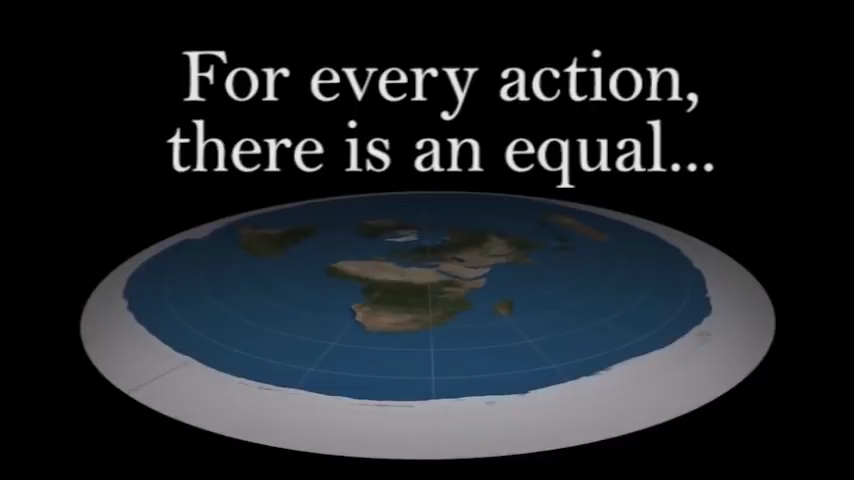 For every action,
there is an equal...